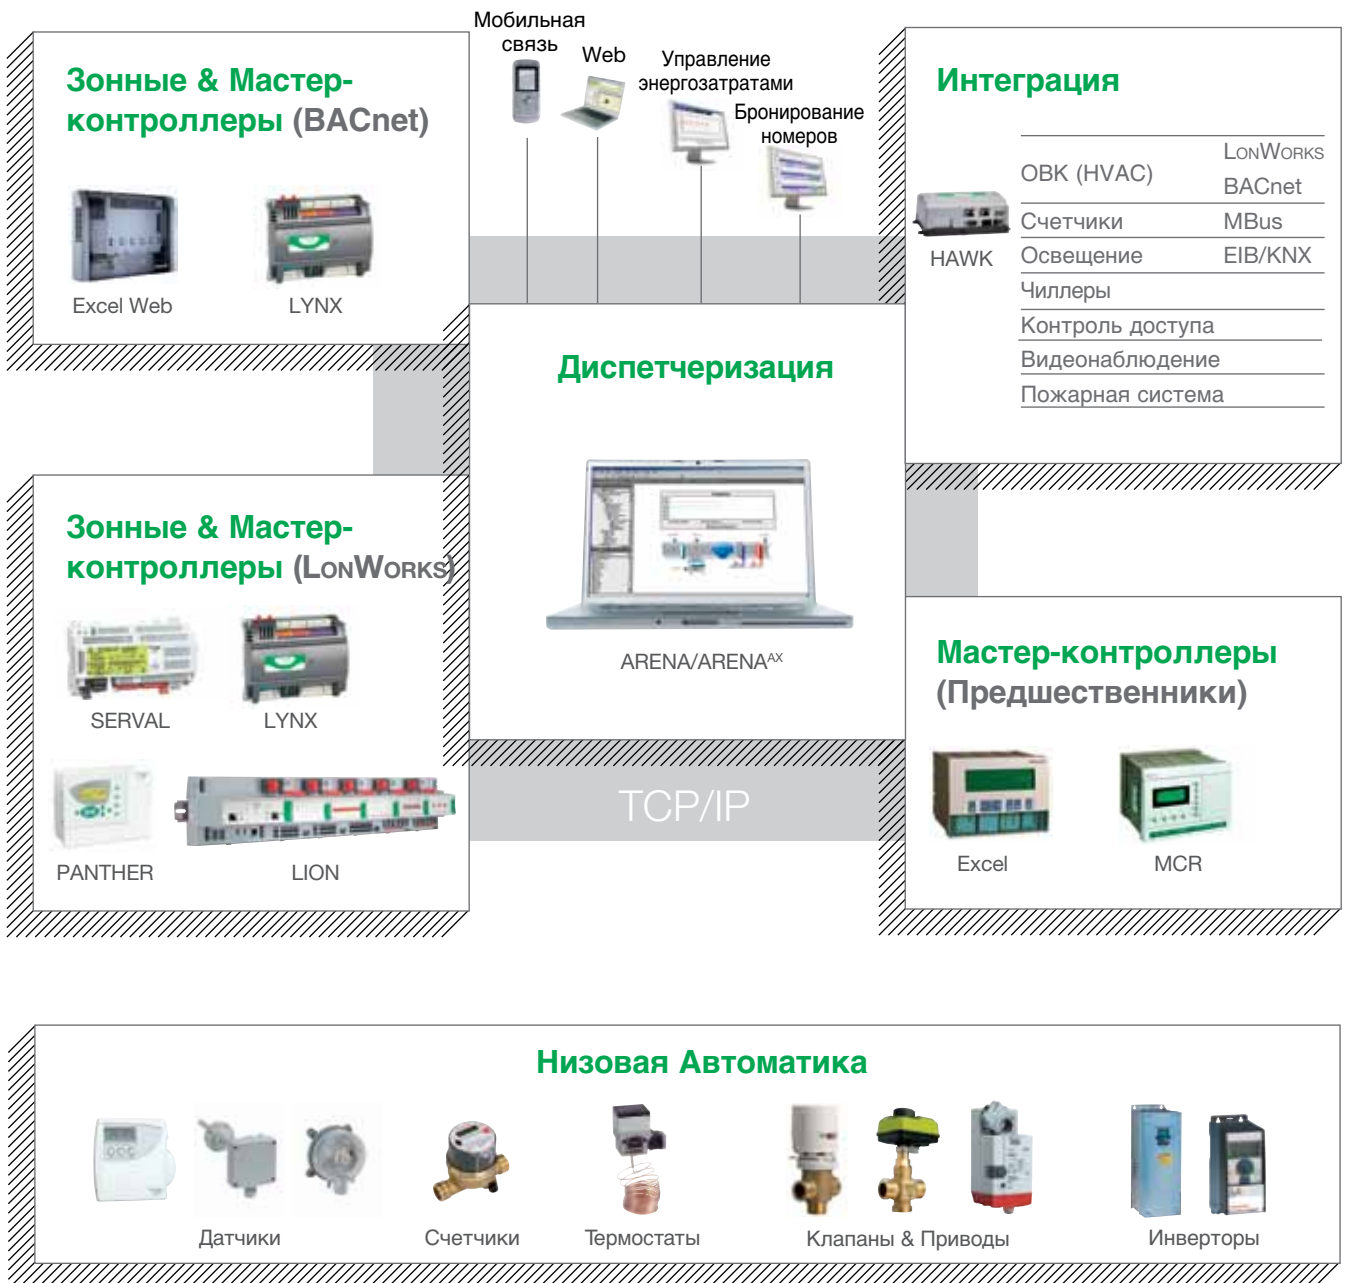 Мобильная
связь
Web
Управление
энергозатратами
Бронирование
номеров
Зонные & Мастер-
контроллеры (BACnet)
Excel Web
LYNX
Интеграция
HAWK
ОВК (HVAC)
LonWorks
BACnet
Счетчики
MBus
Освещение
EIB/KNX
Чиллеры
Контроль доступа
Видеонаблюдение
Пожарная система
Диспетчеризация
ARENA/ARENA^AX
Зонные & Мастер-
контроллеры (LonWorks)
SERVAL
LYNX
PANTHER
LION
TCP/IP
Мастер-контроллеры
(Предшественники)
Excel
MCR
Низовая Автоматика
Датчики
Счетчики
Термостаты
Клапаны & Приводы
Инверторы